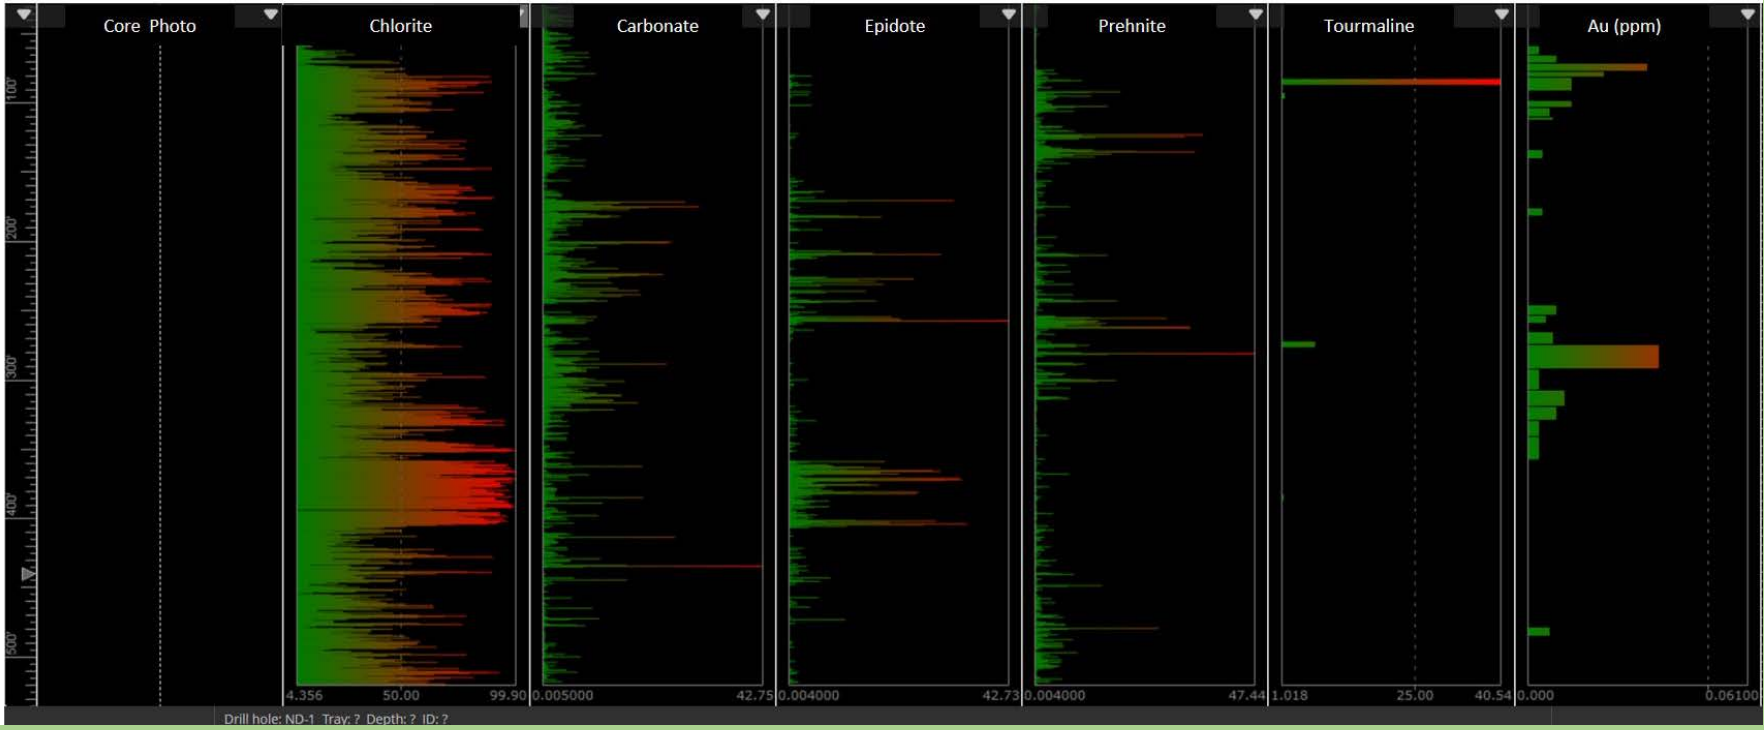 Core Photo
Chlorite
Carbonate
Epidote
Prehnite
Tourmaline
Au (ppm)
100'
200'
300'
400'
500'
4.356 50.00 99.90
0.005000 42.75
0.004000 42.73
0.004000 47.44
1.018 25.00 40.54
0.000 0.06100
Drill hole: ND-1 Tray: ? Depth: ? ID: ?